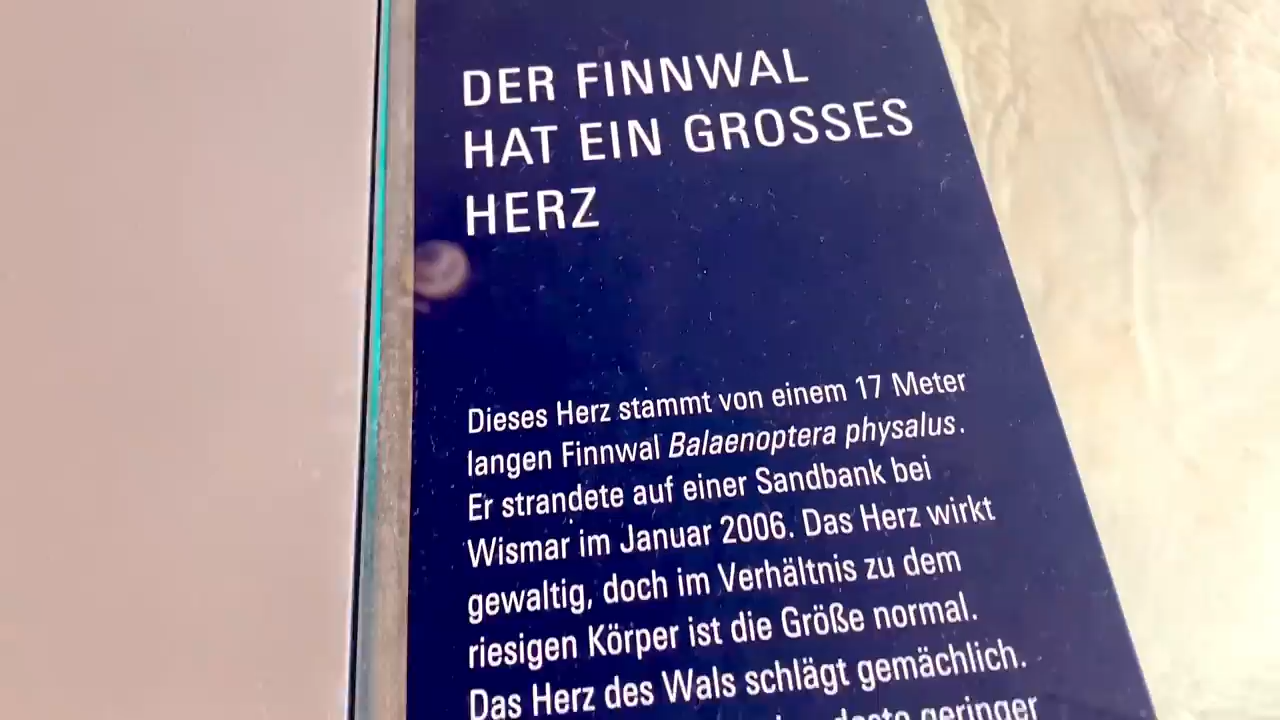 DER FINNWAL
HAT EIN GROSSES
HERZ
Dieses Herz stammt von einem 17 Meter
langen Finnwal Balaenoptera physalus.
Er strandete auf einer Sandbank bei
Wismar im Januar 2006. Das Herz wirkt
gewaltig, doch im Verhältnis zu dem
riesigen Körper ist die Größe normal.
Das Herz des Wals schlägt gemächlich.
desto geringer